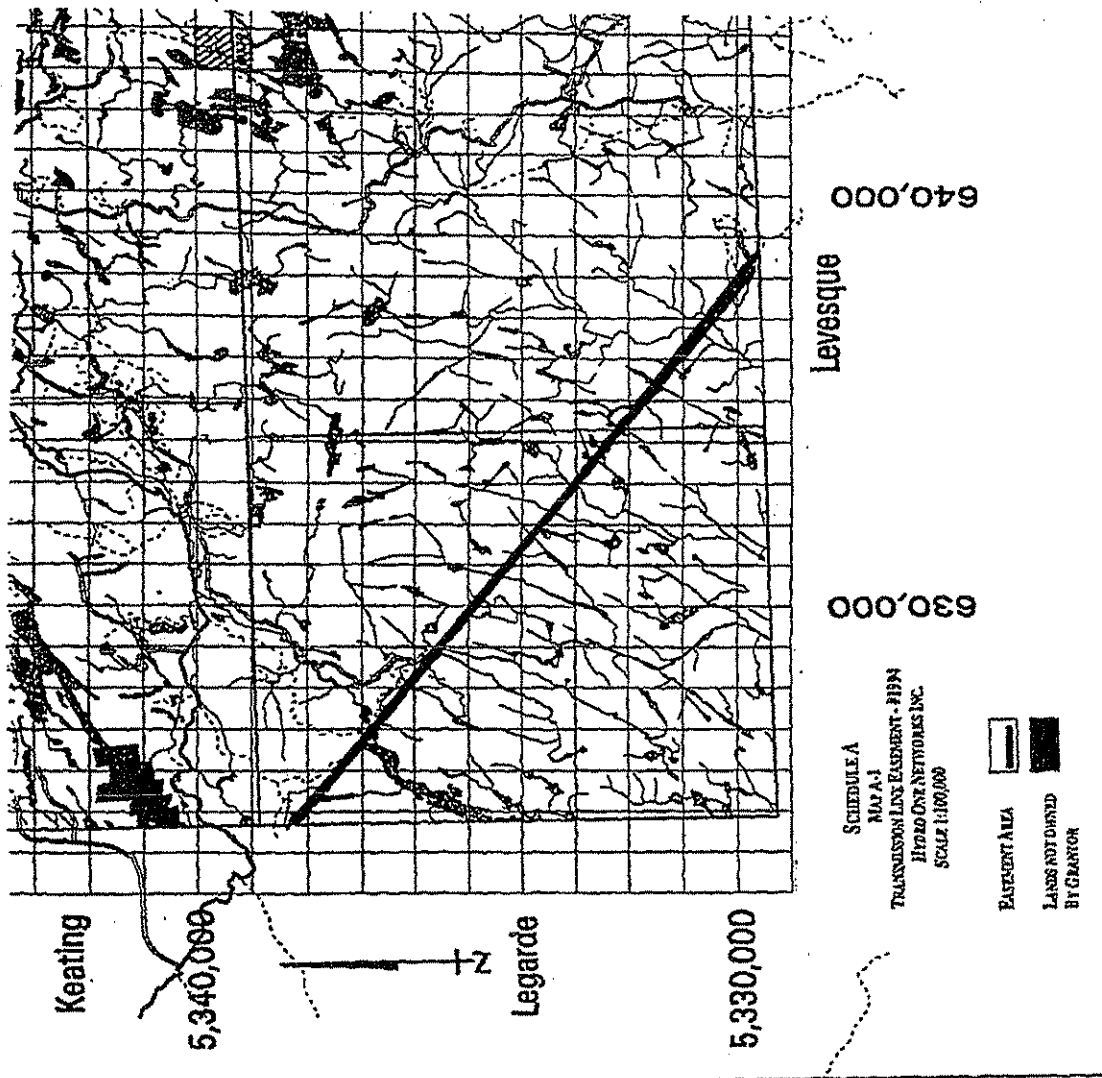 Keating
5,340,000
Legarde
5,330,000
N
640,000
Levesque
630,000
SCHEDULE A
MAP A-1
TRANSMISSION LINE EASEMENT - #1994
HYDRO ONE NETWORKS INC.
SCALE 1:100,000
EASEMENT AREA
LANDS NOT OWNED
BY GRANTOR